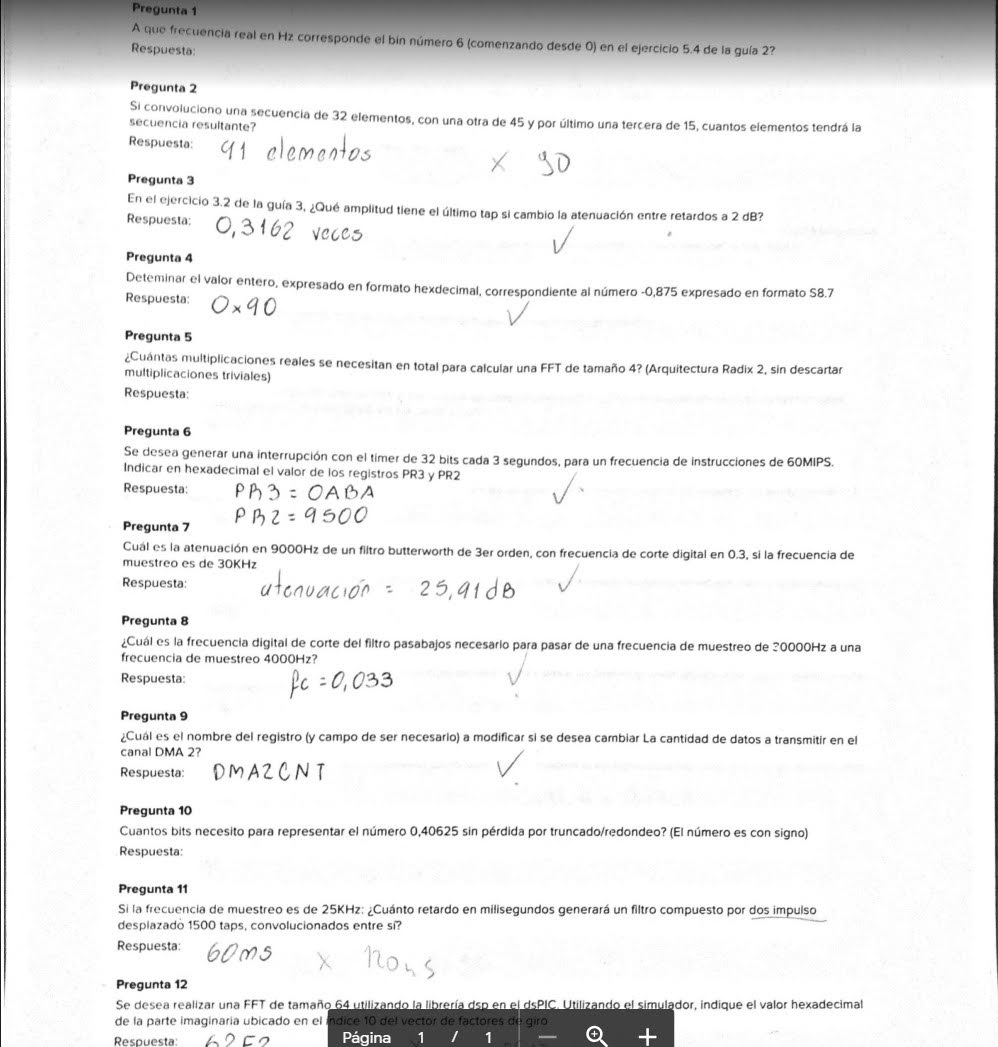 Pregunta 1
A que frecuencia real en Hz corresponde el bin número 6 (comenzando desde 0) en el ejercicio 5.4 de la guía 2?
Respuesta:
Pregunta 2
Si convoluciono una secuencia de 32 elementos, con una otra de 45 y por último una tercera de 15, cuantos elementos tendrá la
secuencia resultante?
Respuesta: 91 elementos x 90
Pregunta 3
En el ejercicio 3.2 de la guía 3, ¿Qué amplitud tiene el último tap si cambio la atenuación entre retardos a 2 dB?
Respuesta: 0,3162 veces ✓
Pregunta 4
Deteminar el valor entero, expresado en formato hexdecimal, correspondiente al número -0,875 expresado en formato S8.7
Respuesta: 0x90 ✓
Pregunta 5
¿Cuántas multiplicaciones reales se necesitan en total para calcular una FFT de tamaño 4? (Arquitectura Radix 2, sin descartar
multiplicaciones triviales)
Respuesta:
Pregunta 6
Se desea generar una interrupción con el timer de 32 bits cada 3 segundos, para un frecuencia de instrucciones de 60MIPS.
Indicar en hexadecimal el valor de los registros PR3 y PR2
Respuesta: PR3 = 0ABA ✓
PR2 = 9500
Pregunta 7
Cuál es la atenuación en 9000Hz de un filtro butterworth de 3er orden, con frecuencia de corte digital en 0.3, si la frecuencia de
muestreo es de 30KHz
Respuesta: atenuación = 25,91dB ✓
Pregunta 8
¿Cuál es la frecuencia digital de corte del filtro pasabajos necesario para pasar de una frecuencia de muestreo de 0000Hz a una
frecuencia de muestreo 4000Hz?
Respuesta: fc = 0,033 ✓
Pregunta 9
¿Cuál es el nombre del registro (y campo de ser necesario) a modificar si se desea cambiar La cantidad de datos a transmitir en el
canal DMA 2?
Respuesta: DMA2CNT ✓
Pregunta 10
Cuantos bits necesito para representar el número 0,40625 sin pérdida por truncado/redondeo? (El número es con signo)
Respuesta:
Pregunta 11
Si la frecuencia de muestreo es de 25KHz: ¿Cuánto retardo en milisegundos generará un filtro compuesto por dos impulso
desplazado 1500 taps, convolucionados entre sí?
Respuesta: 60ms x 120ms
Pregunta 12
Se desea realizar una FFT de tamaño 64 utilizando la librería dsp en el dsPIC. Utilizando el simulador, indique el valor hexadecimal
de la parte imaginaria ubicado en el índice 10 del vector de factores de giro
Respuesta:
Página 1 / 1 — +